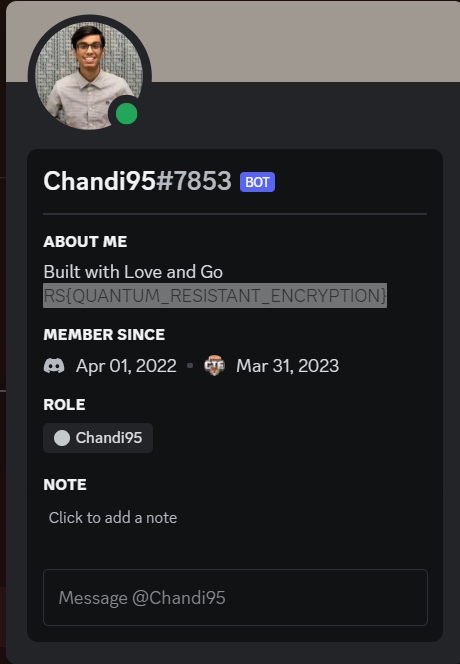 Chandi95#7853 BOT
ABOUT ME
Built with Love and Go
RS{QUANTUM_RESISTANT_ENCRYPTION}
MEMBER SINCE
Apr 01, 2022 • CTF Mar 31, 2023
ROLE
Chandi95
NOTE
Click to add a note
Message @Chandi95